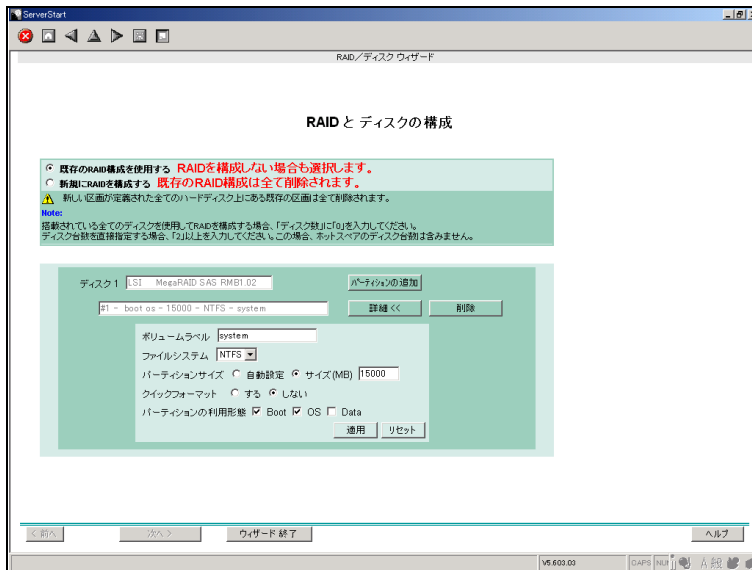 ServerStart
RAID／ディスク ウィザード
RAID と ディスクの構成
既存のRAID構成を使用する RAIDを構成しない場合も選択します。
新規にRAIDを構成する 既存のRAID構成は全て削除されます。
新しい区画が定義された全てのハードディスク上にある既存の区画は全て削除されます。
Note:
搭載されている全てのディスクを使用してRAIDを構成する場合、「ディスク数」に「0」を入力してください。
ディスク台数を直接指定する場合、「2」以上を入力してください。この場合、ホットスペアのディスク台数は含みません。
ディスク 1 LSI MegaRAID SAS RMB1.02 パーティションの追加
#1 - boot os - 15000 - NTFS - system 詳細 << 削除
ボリュームラベル system
ファイルシステム NTFS
パーティションサイズ 自動設定 サイズ(MB) 15000
クイックフォーマット する しない
パーティションの利用形態 Boot OS Data
適用 リセット
< 前へ 次へ > ウィザード 終了 ヘルプ
V5.603.03 CAPS A 般